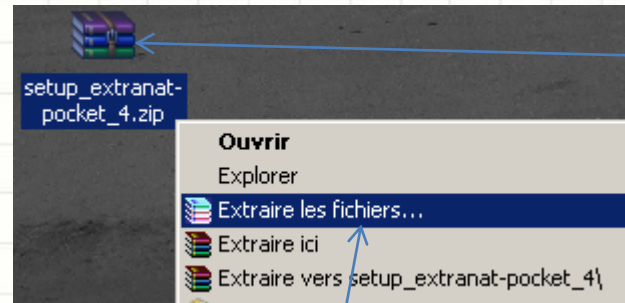 setup_extranat-
pocket_4.zip
Ouvrir
Explorer
Extraire les fichiers...
Extraire ici
Extraire vers setup_extranat-pocket_4\